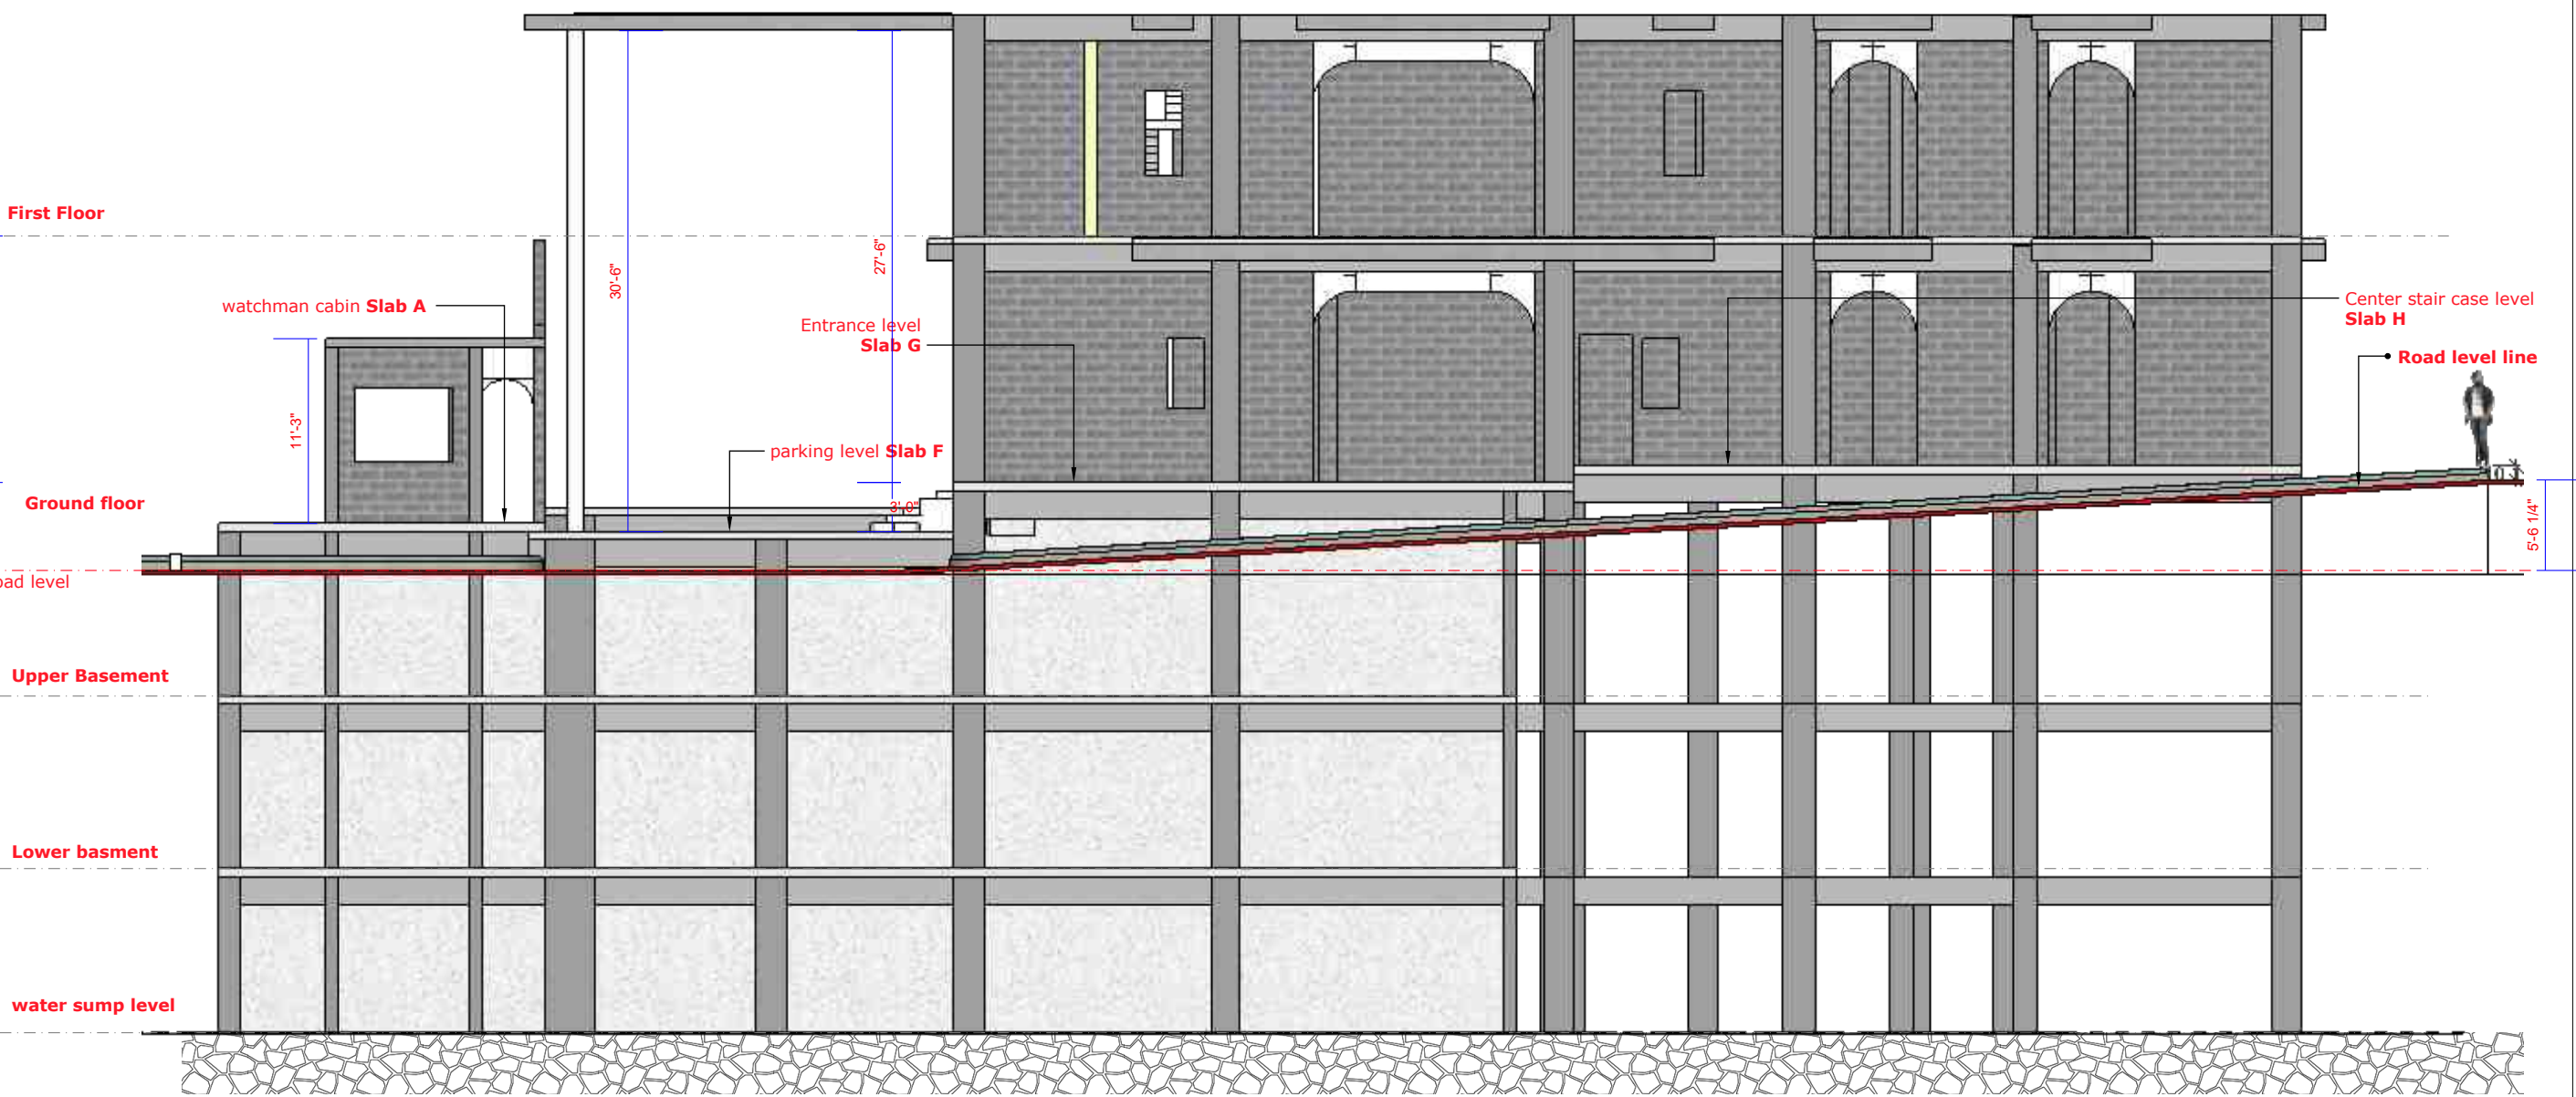 First Floor
27'-6"
30'-6"
watchman cabin Slab A
Center stair case level
Slab H
Entrance level
Slab G
Road level line
11'-3"
parking level Slab F
Ground floor
3'-0"
5'-6 1/4"
level
Upper Basement
Lower basment
water sump level